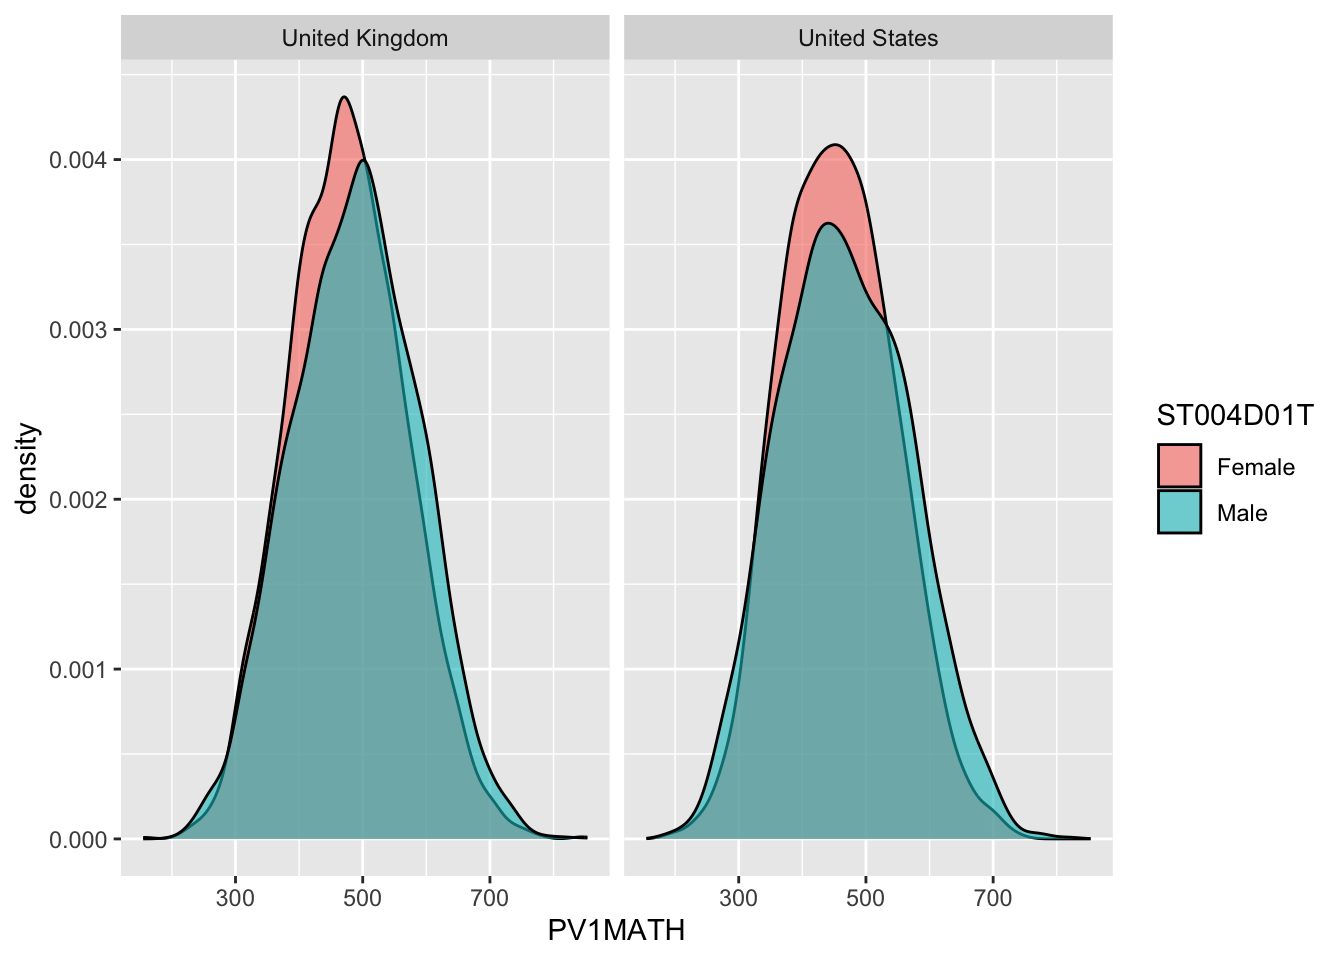 United Kingdom
United States
0.004
0.003
0.002
0.001
0.000
density
300 500 700
300 500 700
PV1MATH
ST004D01T
Female
Male